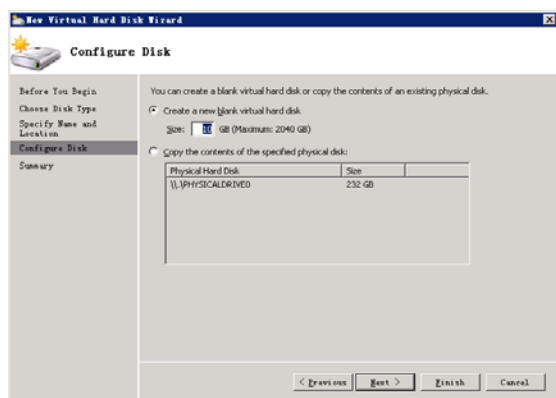 New Virtual Hard Disk Wizard
Configure Disk
Before You Begin
Choose Disk Type
Specify Name and
Location
Configure Disk
Summary
You can create a blank virtual hard disk or copy the contents of an existing physical disk.
Create a new blank virtual hard disk
Size: 10 GB (Maximum: 2040 GB)
Copy the contents of the specified physical disk:
Physical Hard Disk Size
\\.\PHYSICALDRIVE0 232 GB
< Previous Next > Finish Cancel